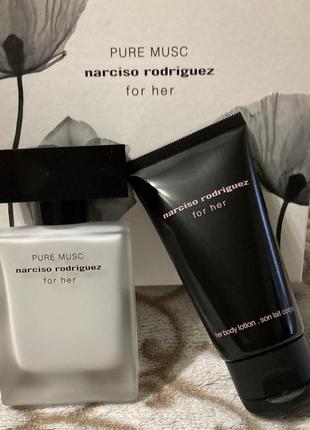 PURE MUSC
narciso rodriguez
for her
PURE MUSC
narciso rodriguez
for her
narciso rodriguez
for her
her body lotion . son lait corps